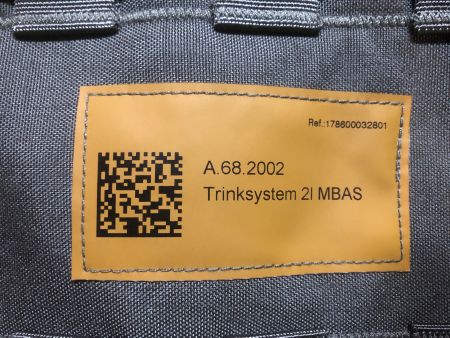 Ref.:178600032801
A.68.2002
Trinksystem 2l MBAS